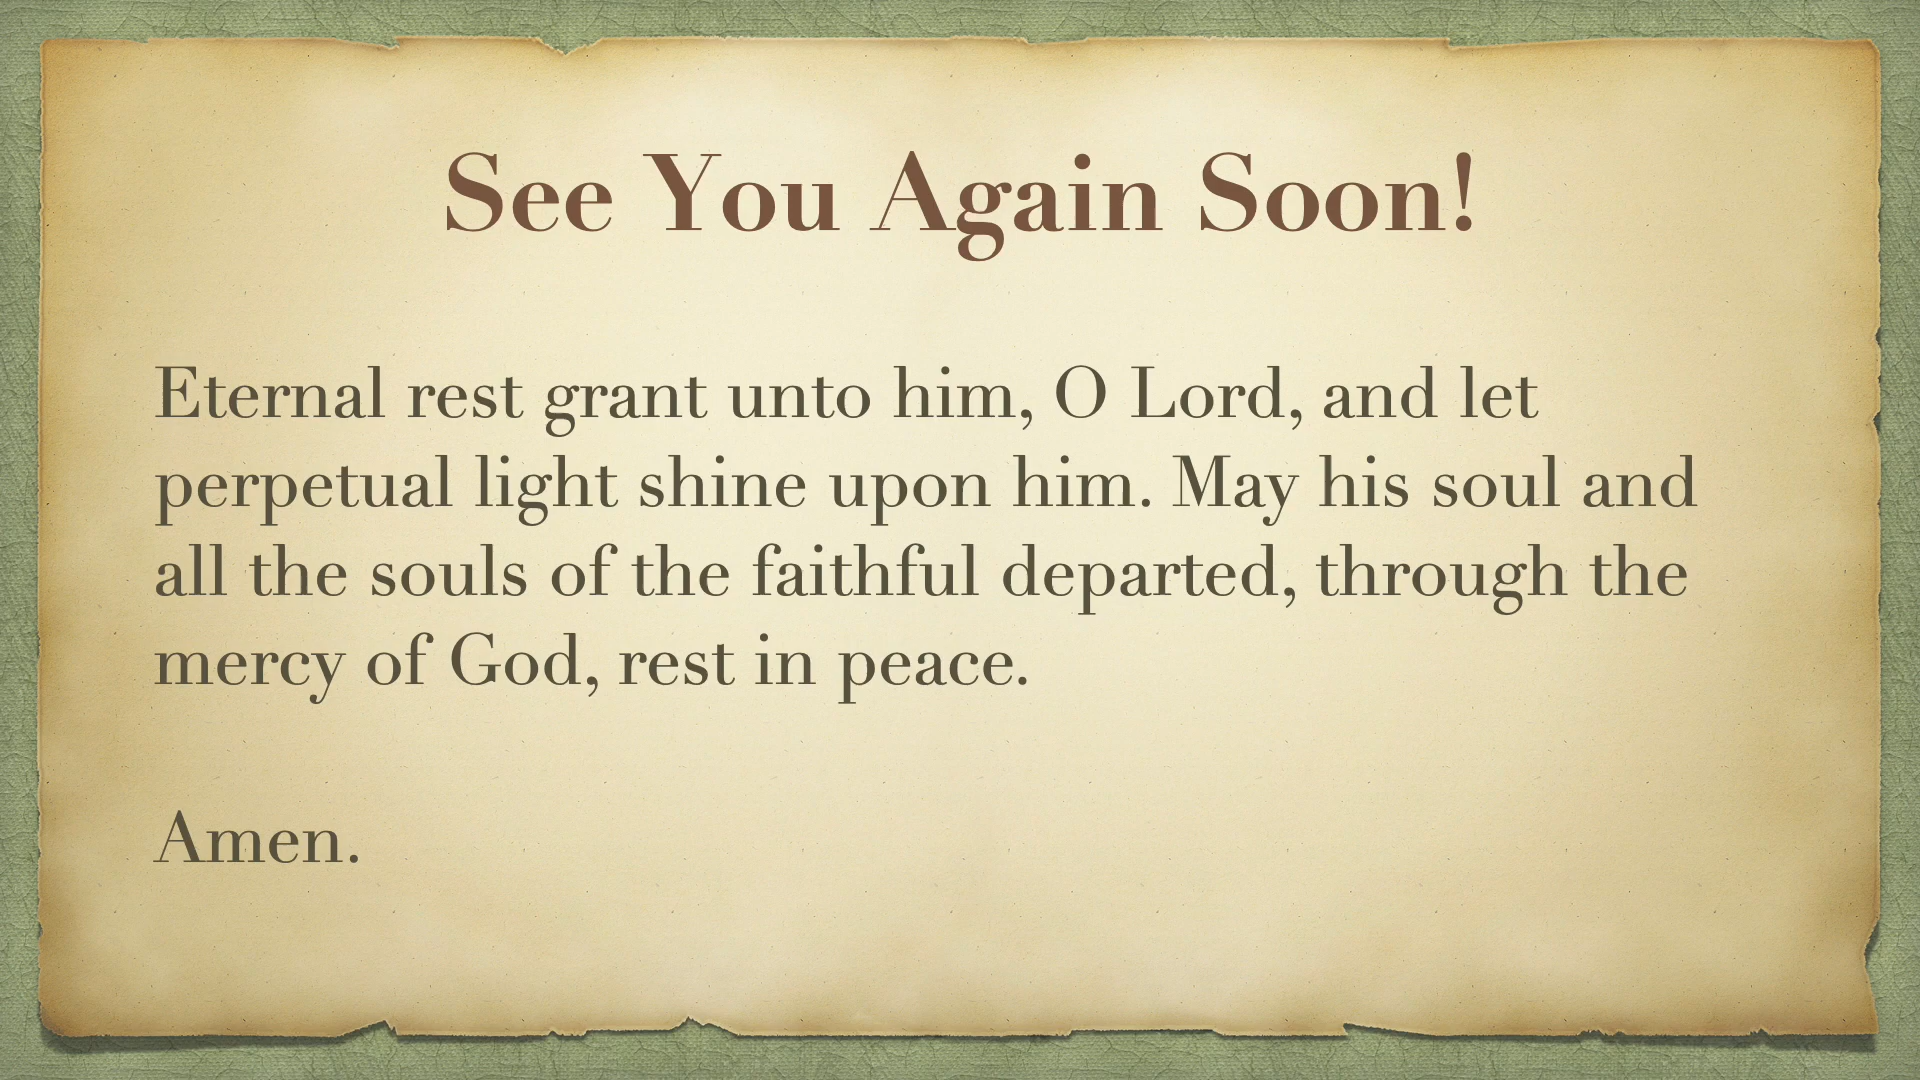 See You Again Soon!
Eternal rest grant unto him, O Lord, and let
perpetual light shine upon him. May his soul and
all the souls of the faithful departed, through the
mercy of God, rest in peace.
Amen.